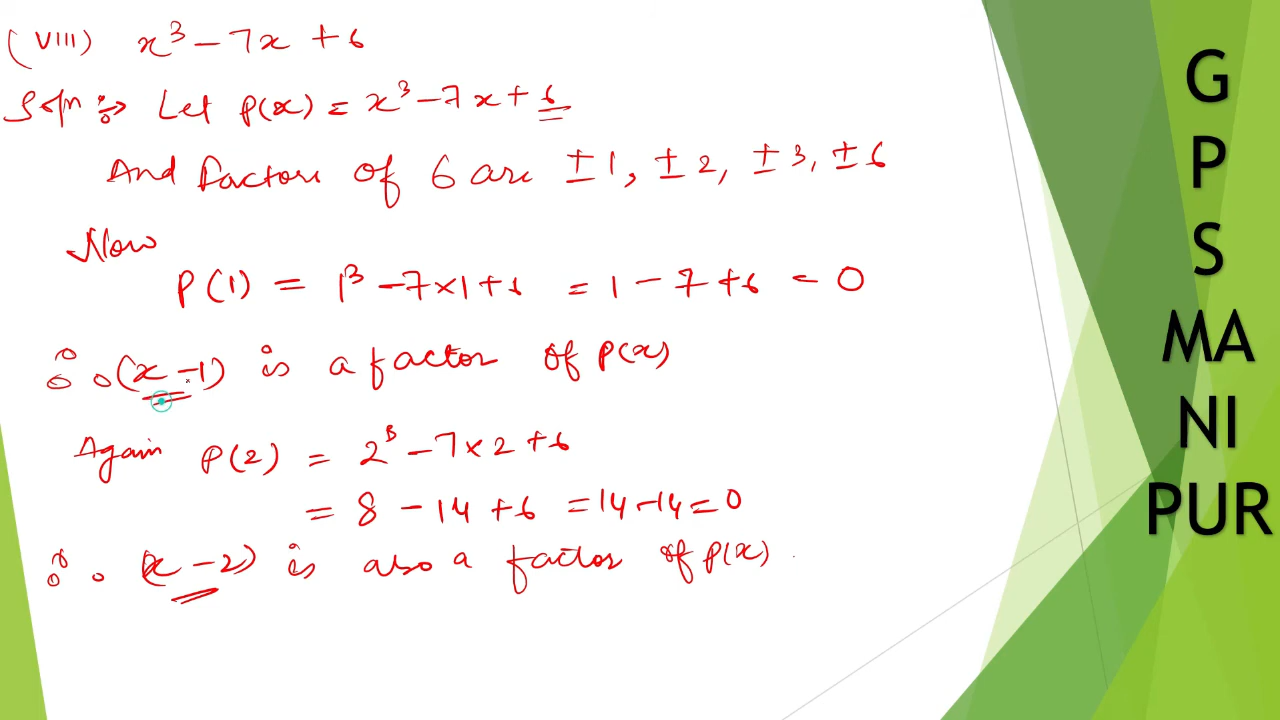 (VIII) x³ - 7x + 6
Soln :⇒ Let P(x) = x³ - 7x + 6
And factors of 6 are ±1, ±2, ±3, ±6
Now
P(1) = 1³ - 7×1+6 = 1 - 7 + 6 = 0
∴ (x-1) is a factor of P(x)
Again P(2) = 2³ - 7×2 +6
= 8 - 14 +6 = 14-14 = 0
∴ (x-2) is also a factor of P(x)
G
P
S
MA
NI
PUR